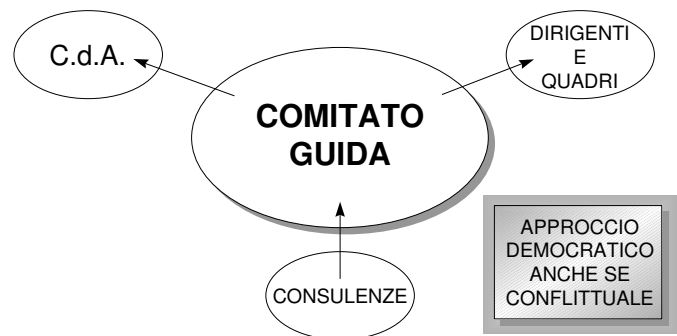 C.d.A.
DIRIGENTI
E
QUADRI
COMITATO
GUIDA
CONSULENZE
APPROCCIO
DEMOCRATICO
ANCHE SE
CONFLITTUALE